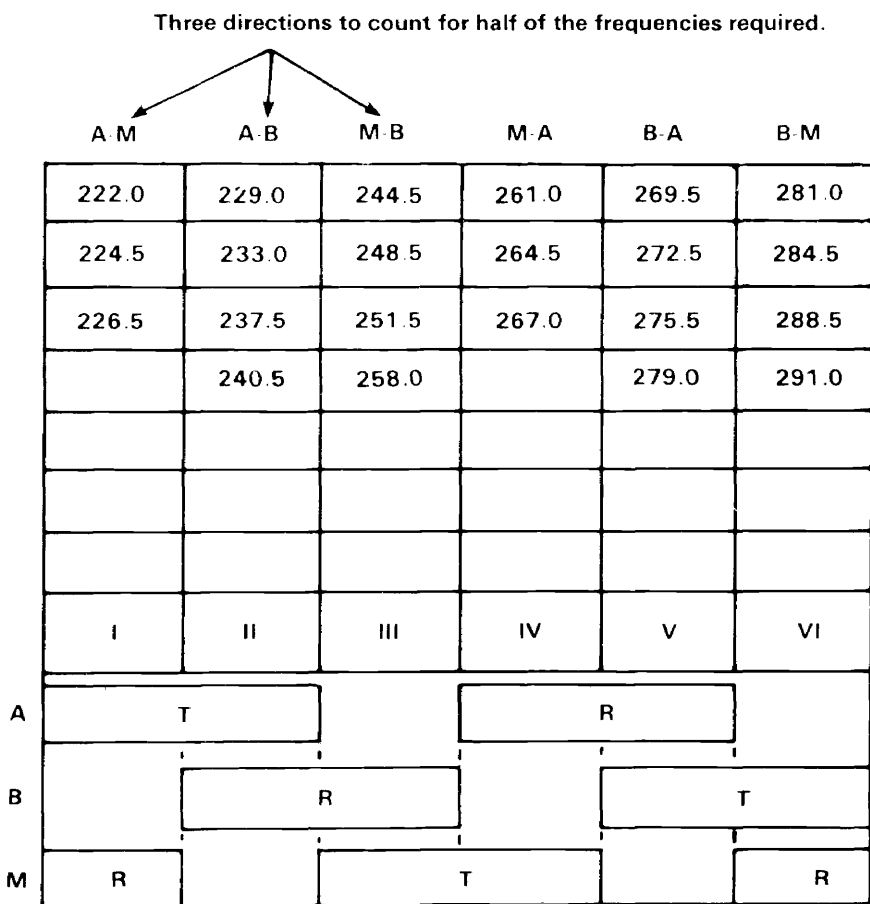 Three directions to count for half of the frequencies required.
A-M A-B M-B M-A B-A B-M
222.0 229.0 244.5 261.0 269.5 281.0
224.5 233.0 248.5 264.5 272.5 284.5
226.5 237.5 251.5 267.0 275.5 288.5
240.5 258.0 279.0 291.0
I II III IV V VI
A T R
B R T
M R T R